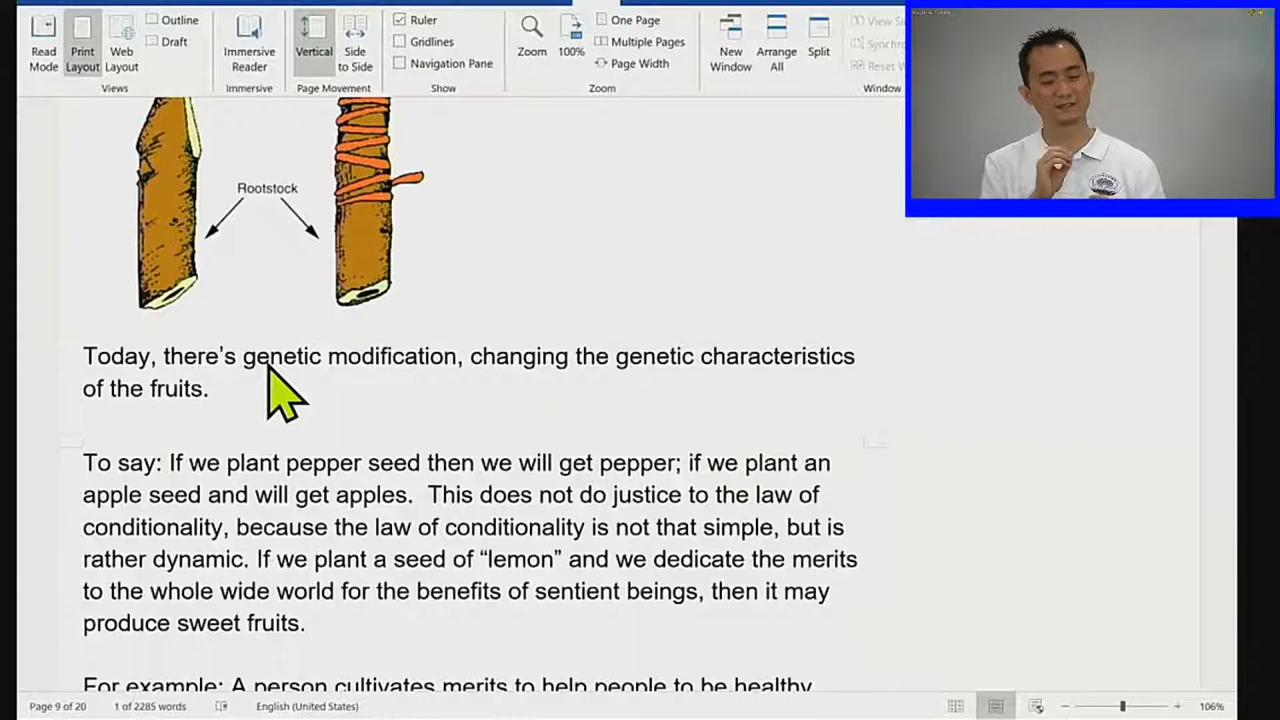 Outline
Draft
Read Mode
Print Layout
Web Layout
Views
Immersive Reader
Immersive
Vertical
Side to Side
Page Movement
Ruler
Gridlines
Navigation Pane
Show
Zoom
100%
One Page
Multiple Pages
Page Width
Zoom
New Window
Arrange All
Split
View Si
Synchro
Reset W
Window
Rootstock
Today, there's genetic modification, changing the genetic characteristics
of the fruits.
To say: If we plant pepper seed then we will get pepper; if we plant an
apple seed and will get apples.  This does not do justice to the law of
conditionality, because the law of conditionality is not that simple, but is
rather dynamic. If we plant a seed of “lemon” and we dedicate the merits
to the whole wide world for the benefits of sentient beings, then it may
produce sweet fruits.
For example: A person cultivates merits to help people to be healthy
Page 9 of 20
1 of 2285 words
English (United States)
106%